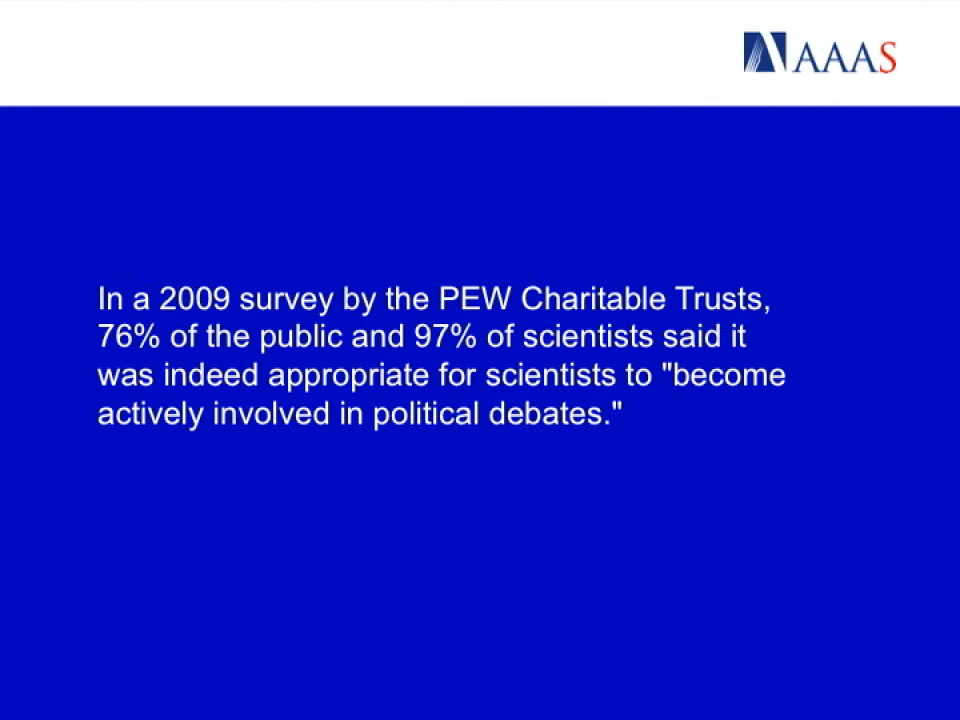 AAAS
In a 2009 survey by the PEW Charitable Trusts,
76% of the public and 97% of scientists said it
was indeed appropriate for scientists to "become
actively involved in political debates."